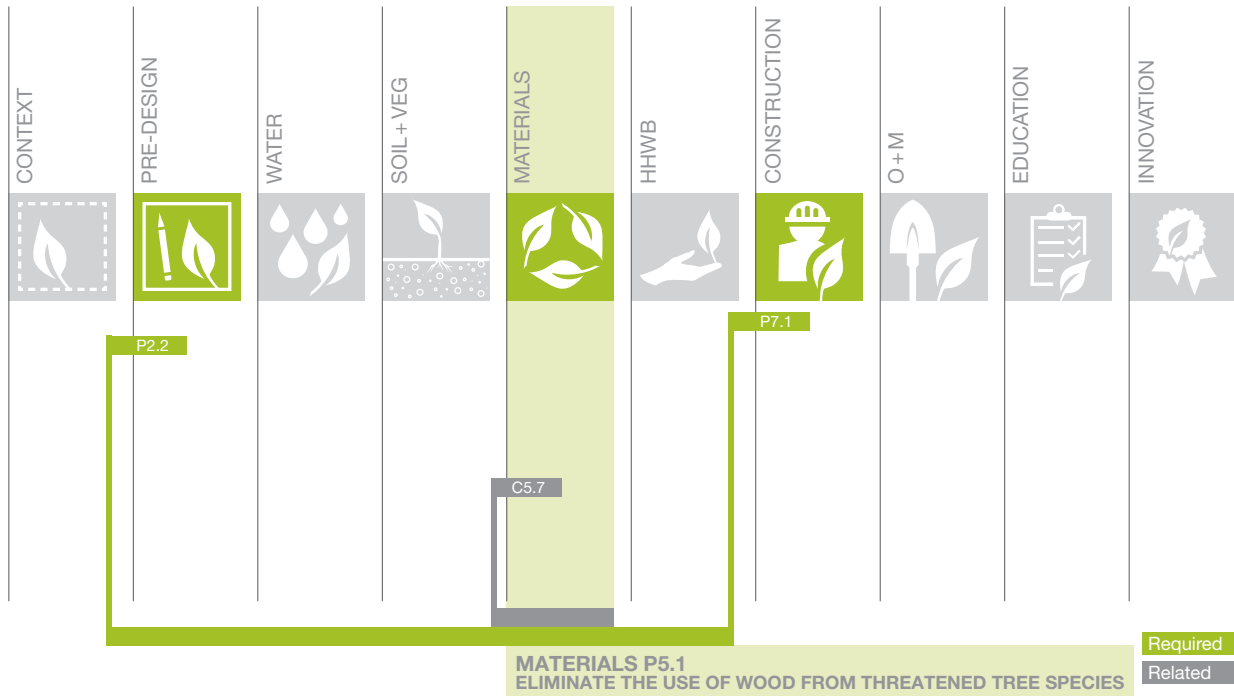 CONTEXT
PRE-DESIGN
WATER
SOIL+VEG
MATERIALS
HHWB
CONSTRUCTION
O+M
EDUCATION
INNOVATION
P7.1
P2.2
C5.7
MATERIALS P5.1
ELIMINATE THE USE OF WOOD FROM THREATENED TREE SPECIES
Required
Related